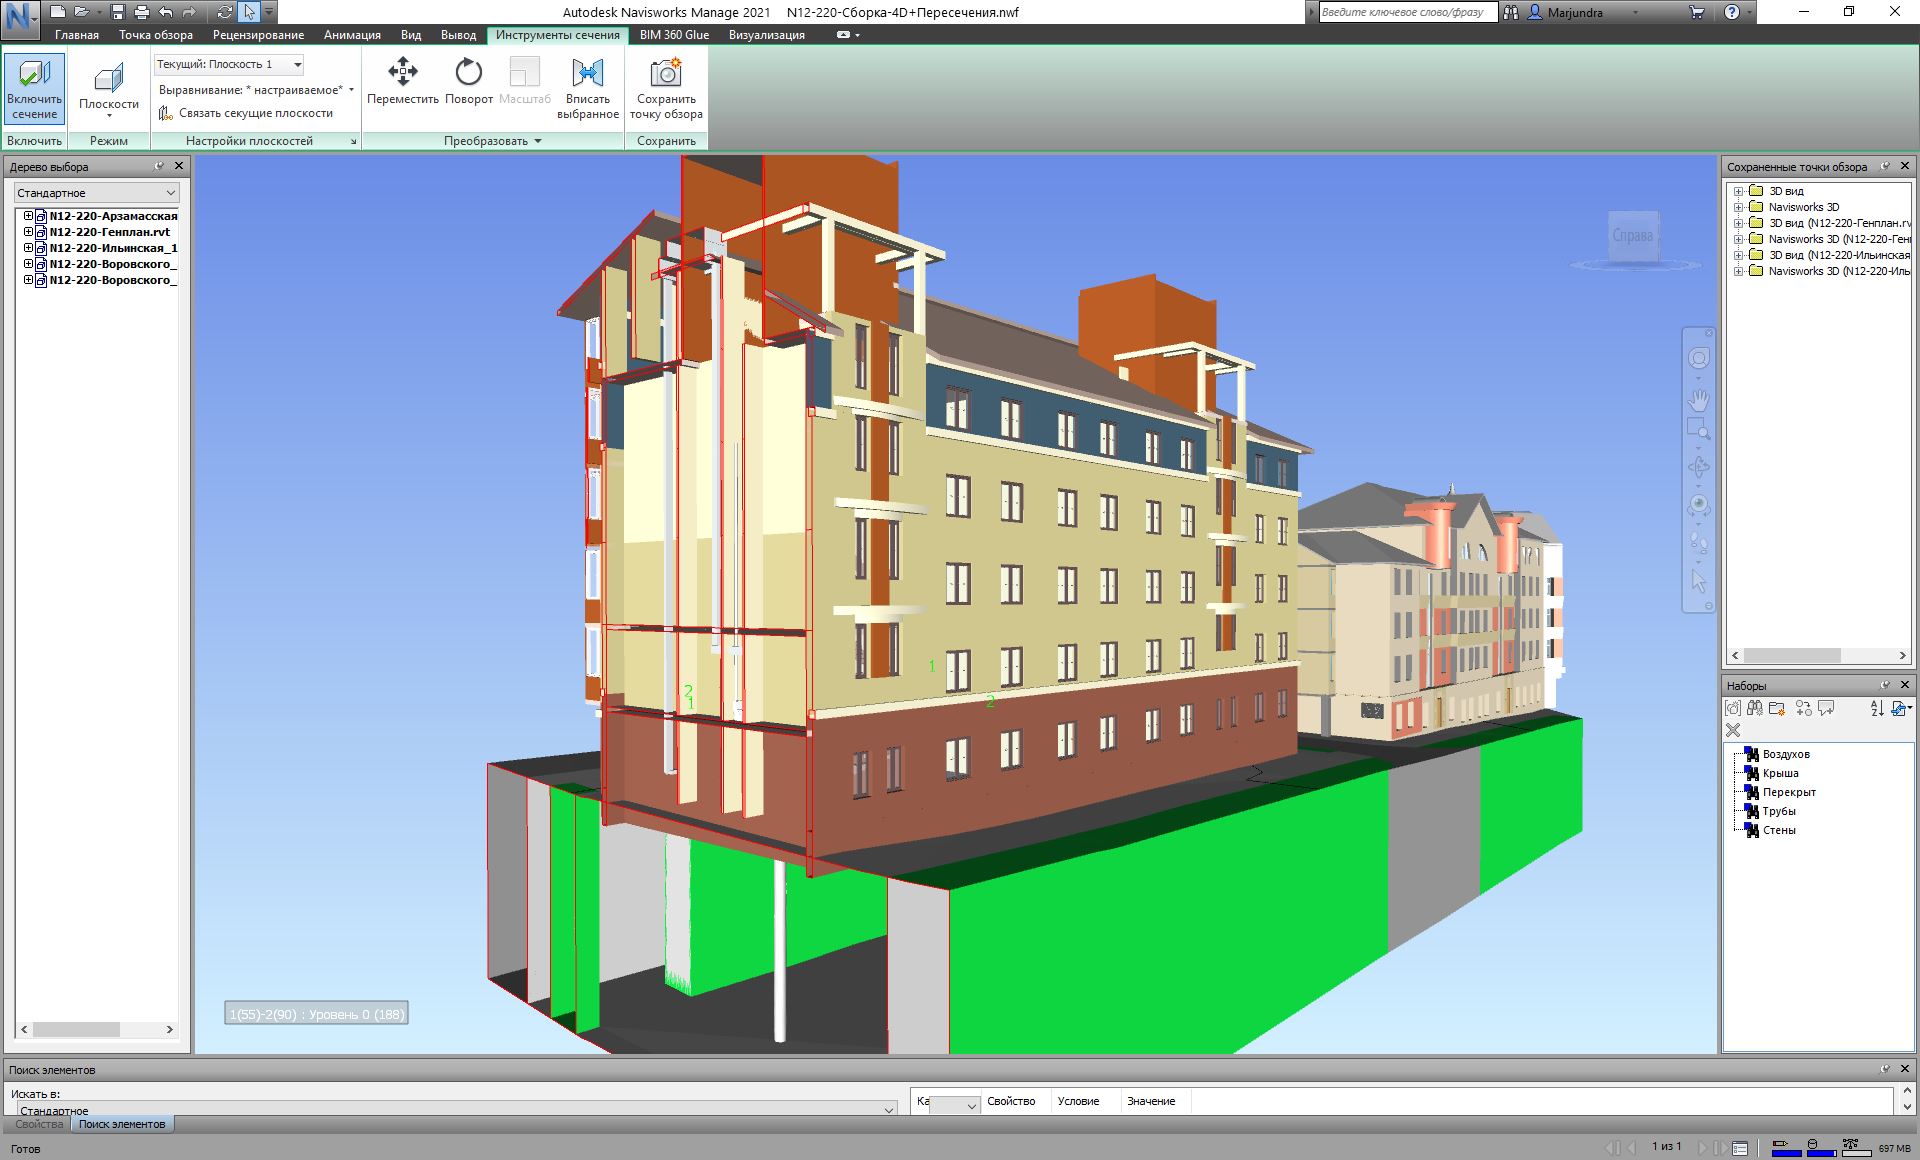 Autodesk Navisworks Manage 2021 N12-220-Сборка-4D+Пересечения.nwf
Введите ключевое слово/фразу
Marjundra
Главная Точка обзора Рецензирование Анимация Вид Вывод Инструменты сечения BIM 360 Glue Визуализация
Включить сечение
Плоскости
Текущий: Плоскость 1
Выравнивание: * настраиваемое*
Связать секущие плоскости
Переместить Поворот Масштаб Вписать выбранное
Сохранить точку обзора
Включить Режим Настройки плоскостей Преобразовать Сохранить
Дерево выбора
Стандартное
N12-220-Арзамасская
N12-220-Генплан.rvt
N12-220-Ильинская_1
N12-220-Воровского_
N12-220-Воровского_
Справа
1
2
2
1
1(55)-2(90) : Уровень 0 (188)
Сохраненные точки обзора
3D вид
Navisworks 3D
3D вид (N12-220-Генплан.rv
Navisworks 3D (N12-220-Ген
3D вид (N12-220-Ильинская
Navisworks 3D (N12-220-Иль
Наборы
Воздухов
Крыша
Перекрыт
Трубы
Стены
Поиск элементов
Искать в:
Стандартное
Ка Свойство Условие Значение
Свойства Поиск элементов
Готов
1 из 1
697 MB